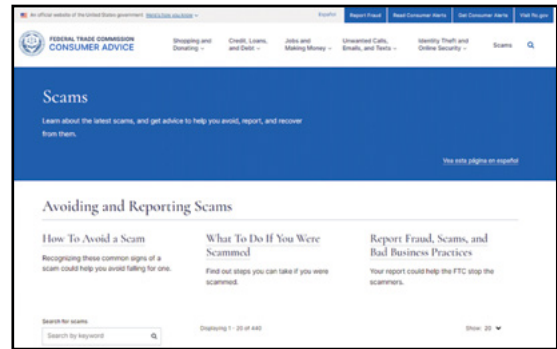 An official website of the United States government Here's how you know
Español
Report Fraud
Read Consumer Alerts
Get Consumer Alerts
Visit ftc.gov
FEDERAL TRADE COMMISSION
CONSUMER ADVICE
Shopping and
Donating
Credit, Loans,
and Debt
Jobs and
Making Money
Unwanted Calls,
Emails, and Texts
Identity Theft and
Online Security
Scams
Scams
Learn about the latest scams, and get advice to help you avoid, report, and recover
from them.
Vea esta página en español
Avoiding and Reporting Scams
How To Avoid a Scam
Recognizing these common signs of a
scam could help you avoid falling for one.
What To Do If You Were
Scammed
Find out steps you can take if you were
scammed.
Report Fraud, Scams, and
Bad Business Practices
Your report could help the FTC stop the
scammers.
Search for scams
Search by keyword
Displaying 1 - 20 of 440
Show: 20